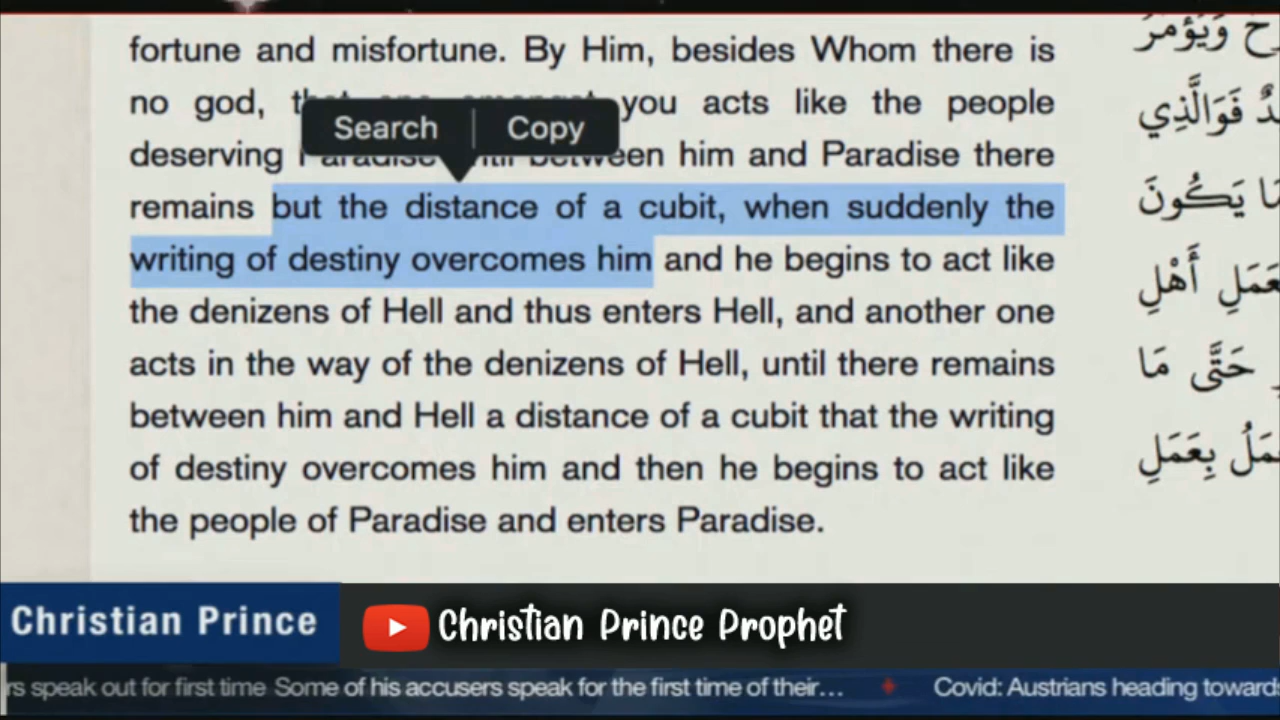 fortune and misfortune. By Him, besides Whom there is
no god, that one amongst you acts like the people
Search Copy
deserving Paradise until between him and Paradise there
remains but the distance of a cubit, when suddenly the
writing of destiny overcomes him and he begins to act like
the denizens of Hell and thus enters Hell, and another one
acts in the way of the denizens of Hell, until there remains
between him and Hell a distance of a cubit that the writing
of destiny overcomes him and then he begins to act like
the people of Paradise and enters Paradise.
وَيُؤْمَرُ
فَوَالَّذِي
يَكُونَ
أَهْلِ
حَتَّى مَا
بِعَمَلِ
Christian Prince
Christian Prince Prophet
speak out for first time Some of his accusers speak for the first time of their... Covid: Austrians heading towards